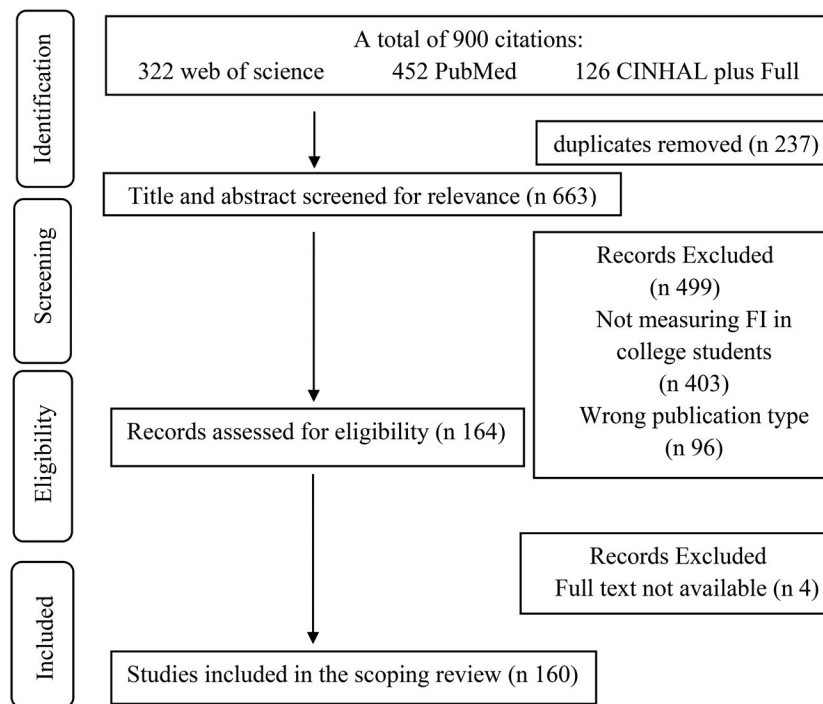 Identification
A total of 900 citations:
322 web of science 452 PubMed 126 CINHAL plus Full
duplicates removed (n 237)
Title and abstract screened for relevance (n 663)
Screening
Records Excluded
(n 499)
Not measuring FI in
college students
(n 403)
Wrong publication type
(n 96)
Eligibility
Records assessed for eligibility (n 164)
Records Excluded
Full text not available (n 4)
Included
Studies included in the scoping review (n 160)